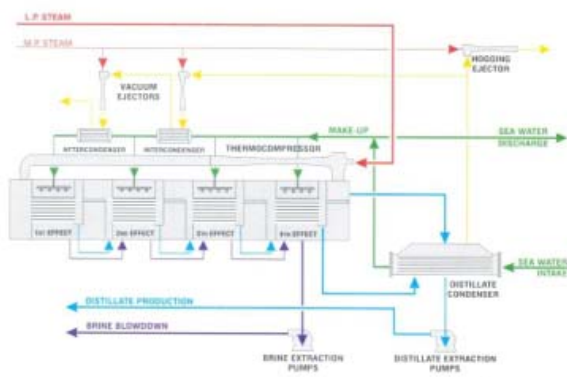 L.P. STEAM
M.P. STEAM
HOGGING
EJECTOR
VACUUM
EJECTORS
MAKE-UP
SEA WATER
DISCHARGE
AFTERCONDENSER
INTERCONDENSER
THERMOCOMPRESSOR
1st EFFECT
2nd EFFECT
3rd EFFECT
4th EFFECT
SEA WATER
INTAKE
DISTILLATE
CONDENSER
DISTILLATE PRODUCTION
BRINE BLOWDOWN
BRINE EXTRACTION
PUMPS
DISTILLATE EXTRACTION
PUMPS